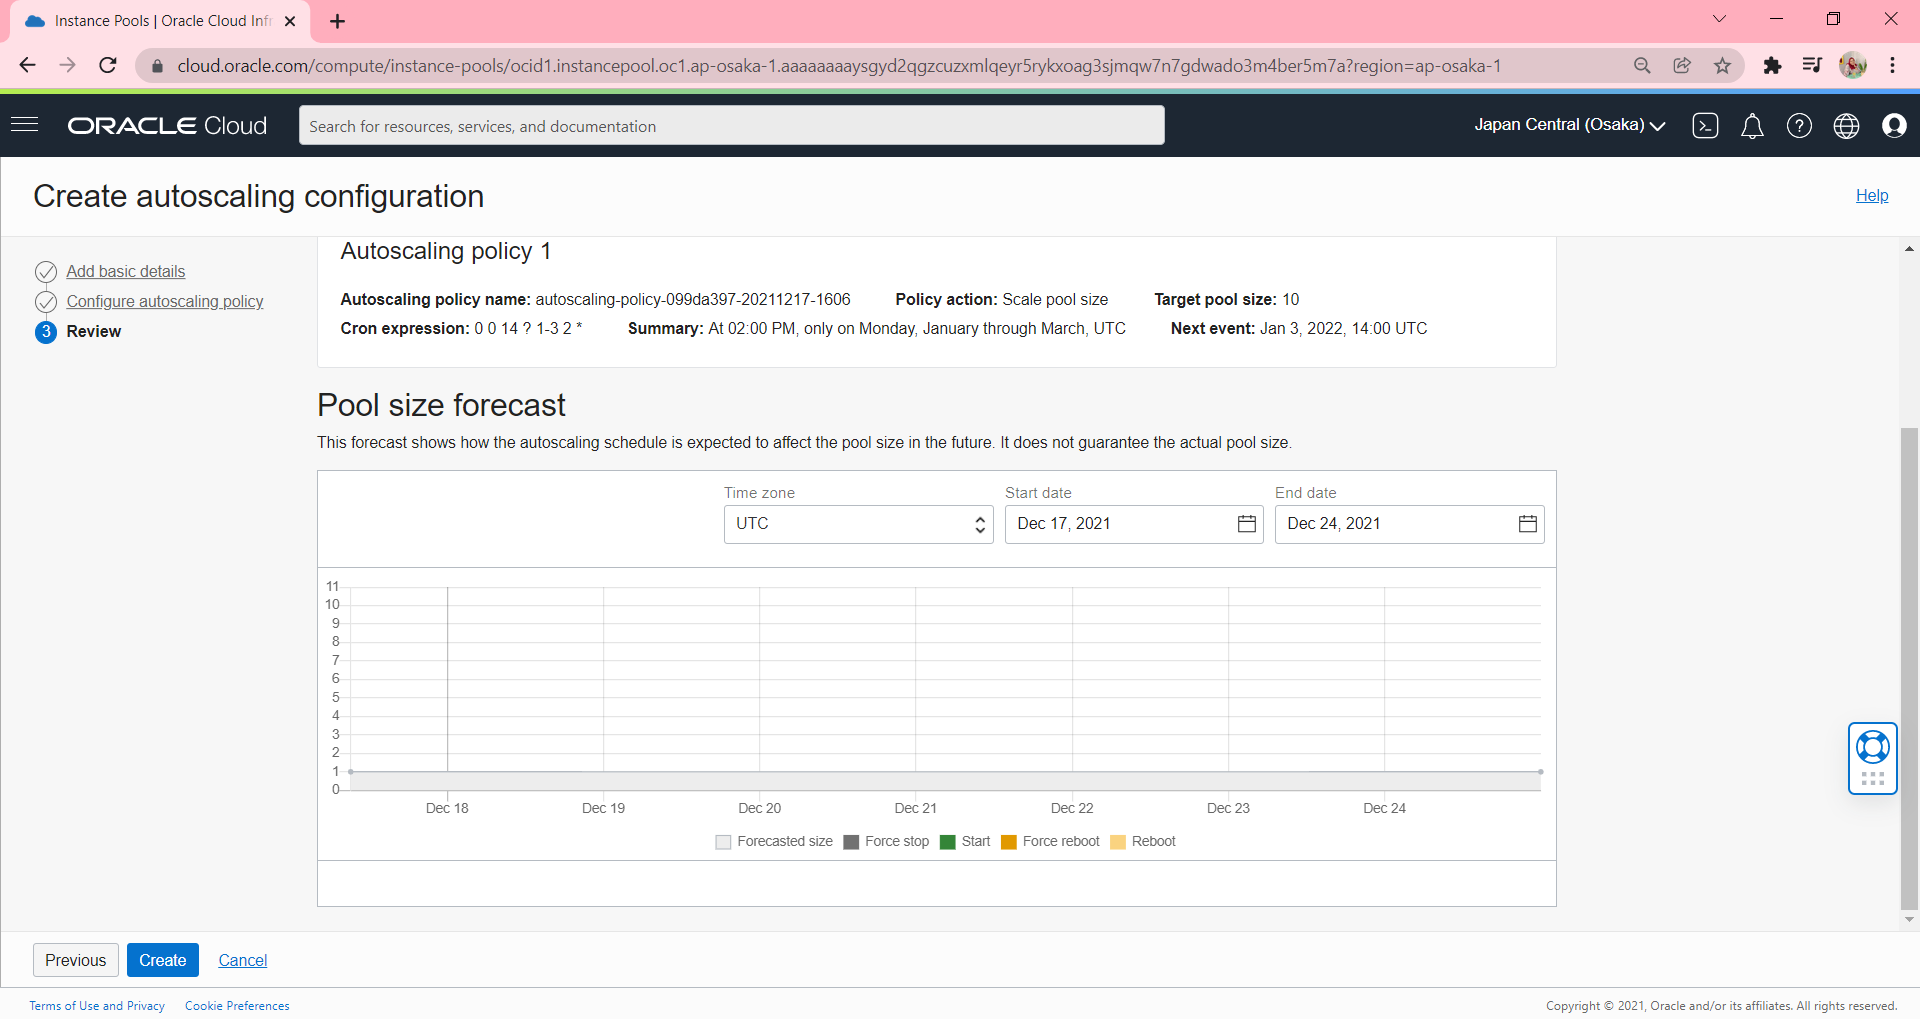 Instance Pools | Oracle Cloud Infr
cloud.oracle.com/compute/instance-pools/ocid1.instancepool.oc1.ap-osaka-1.aaaaaaaaysgyd2qgzcuzxmlqeyr5rykxoag3sjmqw7n7gdwado3m4ber5m7a?region=ap-osaka-1
ORACLE Cloud
Search for resources, services, and documentation
Japan Central (Osaka)
Create autoscaling configuration
Help
Add basic details
Configure autoscaling policy
3 Review
Autoscaling policy 1
Autoscaling policy name: autoscaling-policy-099da397-20211217-1606 Policy action: Scale pool size Target pool size: 10
Cron expression: 0 0 14 ? 1-3 2 * Summary: At 02:00 PM, only on Monday, January through March, UTC Next event: Jan 3, 2022, 14:00 UTC
Pool size forecast
This forecast shows how the autoscaling schedule is expected to affect the pool size in the future. It does not guarantee the actual pool size.
Time zone Start date End date
UTC Dec 17, 2021 Dec 24, 2021
11
10
9
8
7
6
5
4
3
2
1
0
Dec 18 Dec 19 Dec 20 Dec 21 Dec 22 Dec 23 Dec 24
Forecasted size Force stop Start Force reboot Reboot
Previous Create Cancel
Terms of Use and Privacy Cookie Preferences
Copyright © 2021, Oracle and/or its affiliates. All rights reserved.